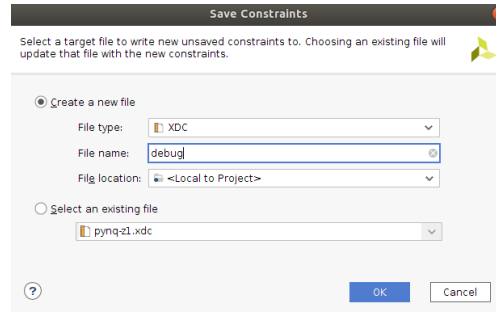 Save Constraints
Select a target file to write new unsaved constraints to. Choosing an existing file will
update that file with the new constraints.
Create a new file
File type: XDC
File name: debug
File location: <Local to Project>
Select an existing file
pynq-z1.xdc
? OK Cancel